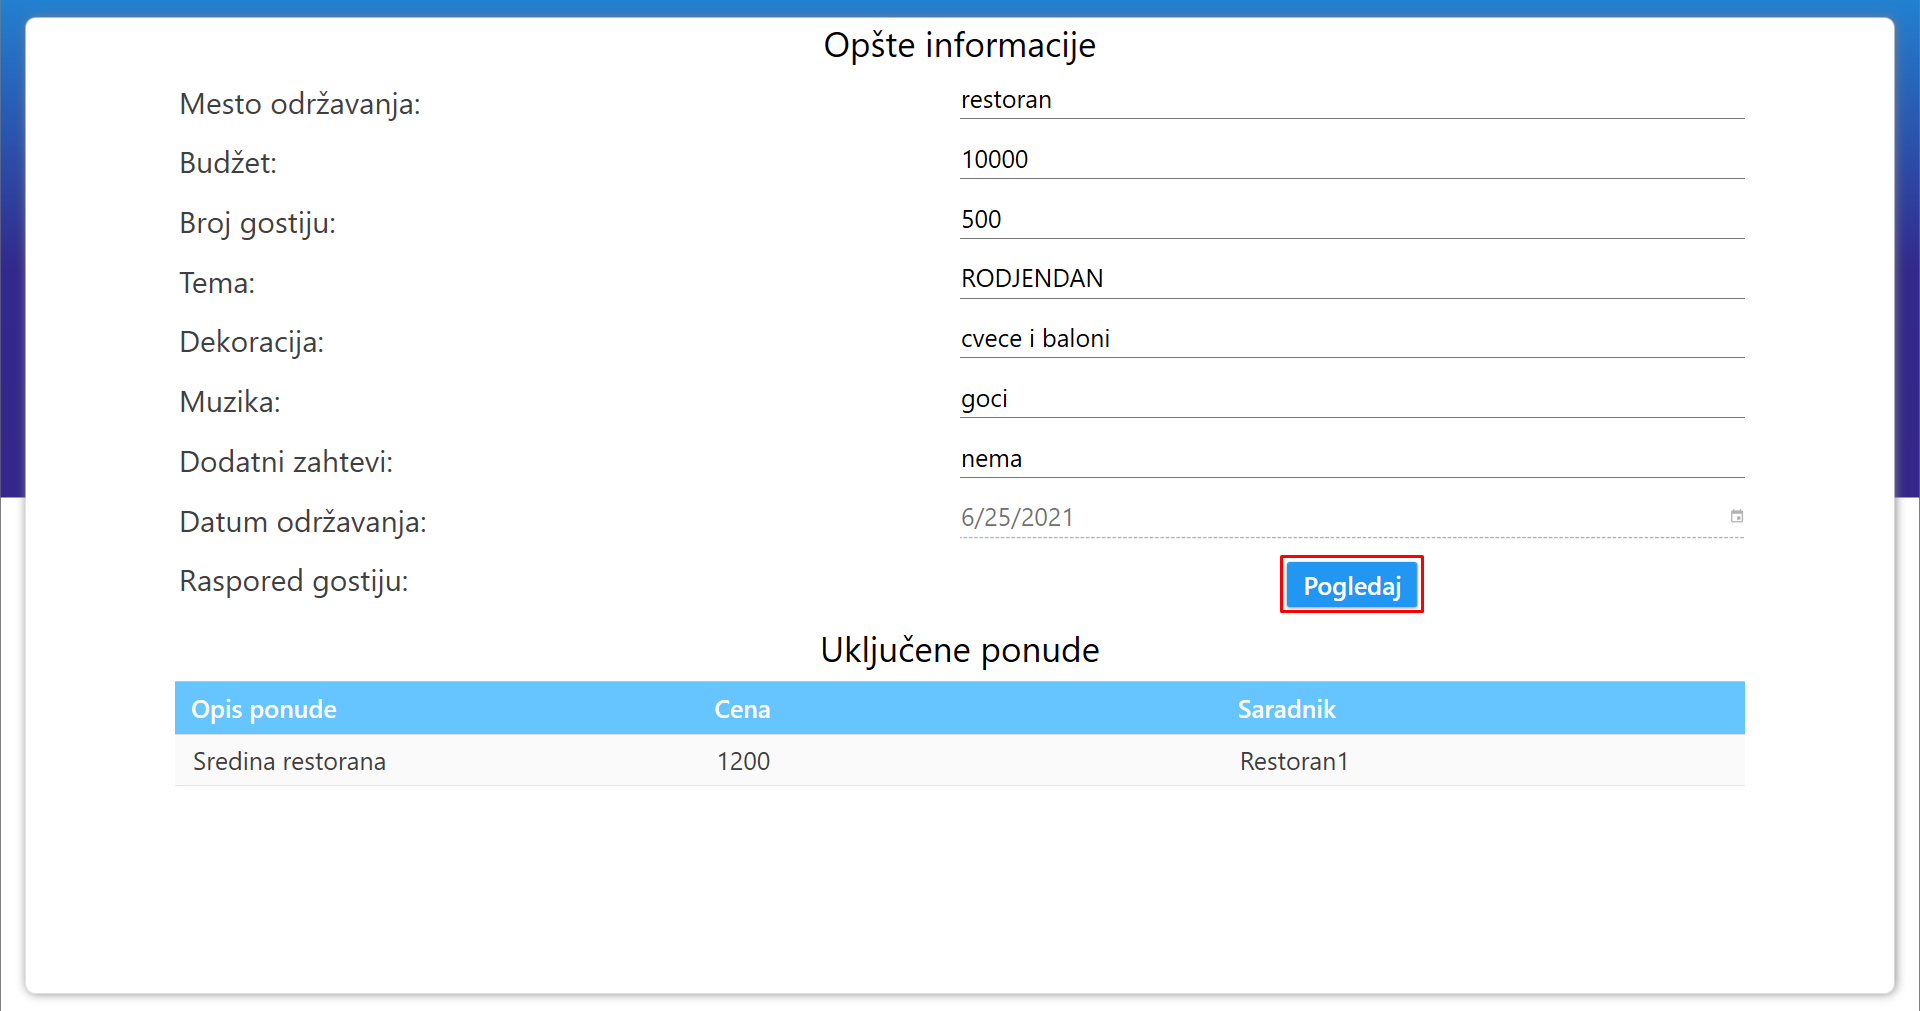 Opšte informacije
Mesto održavanja: restoran
Budžet: 10000
Broj gostiju: 500
Tema: RODJENDAN
Dekoracija: cvece i baloni
Muzika: goci
Dodatni zahtevi: nema
Datum održavanja: 6/25/2021
Raspored gostiju: Pogledaj
Uključene ponude
Opis ponude Cena Saradnik
Sredina restorana 1200 Restoran1